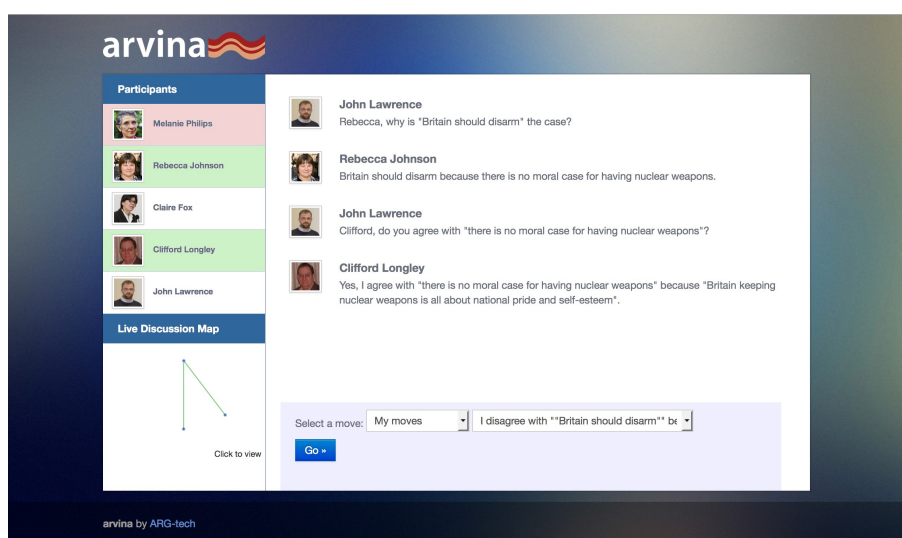 arvina
Participants
Melanie Philips
Rebecca Johnson
Claire Fox
Clifford Longley
John Lawrence
Live Discussion Map
Click to view
John Lawrence
Rebecca, why is "Britain should disarm" the case?
Rebecca Johnson
Britain should disarm because there is no moral case for having nuclear weapons.
John Lawrence
Clifford, do you agree with "there is no moral case for having nuclear weapons"?
Clifford Longley
Yes, I agree with "there is no moral case for having nuclear weapons" because "Britain keeping
nuclear weapons is all about national pride and self-esteem".
Select a move: My moves I disagree with ""Britain should disarm"" be
Go »
arvina by ARG-tech